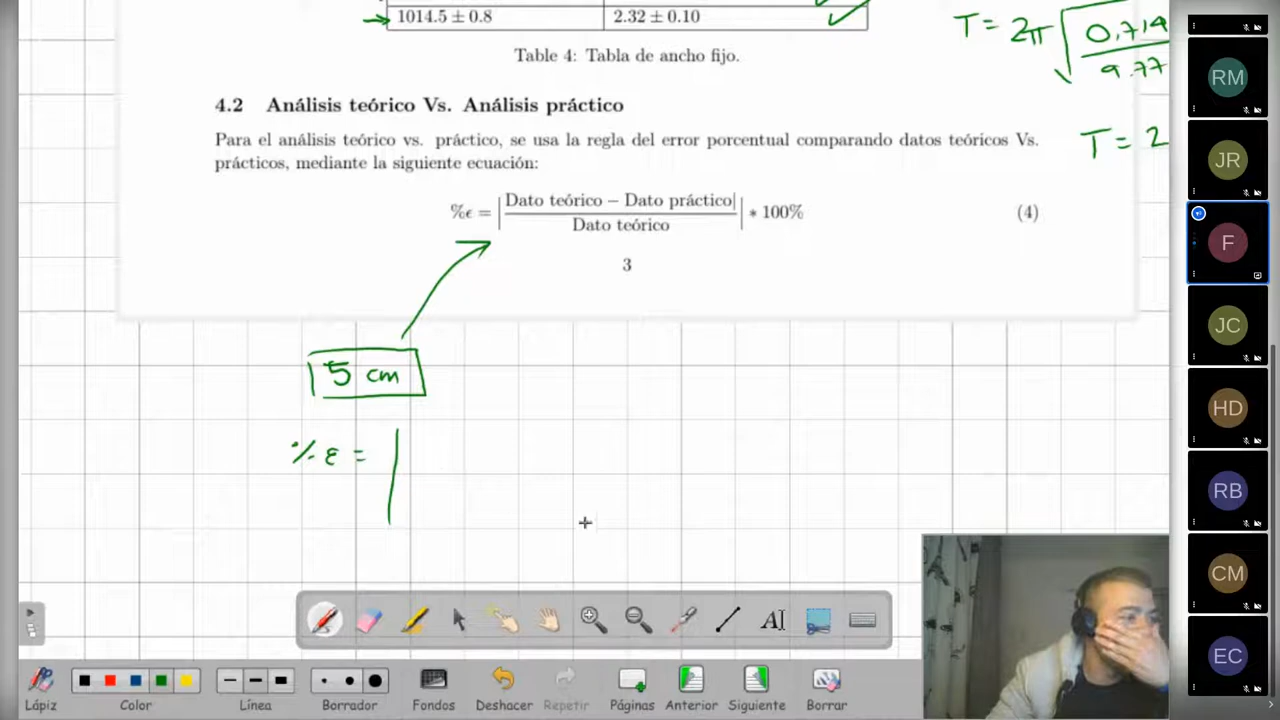 1014.5 ± 0.8 2.32 ± 0.10
T = 2π √ 0.714 / 9.77
Table 4: Tabla de ancho fijo.
4.2 Análisis teórico Vs. Análisis práctico
Para el análisis teórico vs. práctico, se usa la regla del error porcentual comparando datos teóricos Vs.
prácticos, mediante la siguiente ecuación:
T = 2
%ϵ = | Dato teórico − Dato práctico| / Dato teórico | ∗ 100% (4)
3
5 cm
% ε = |
RM
JR
F
JC
HD
RB
CM
EC
AI
Lápiz Color Línea Borrador Fondos Deshacer Repetir Páginas Anterior Siguiente Borrar